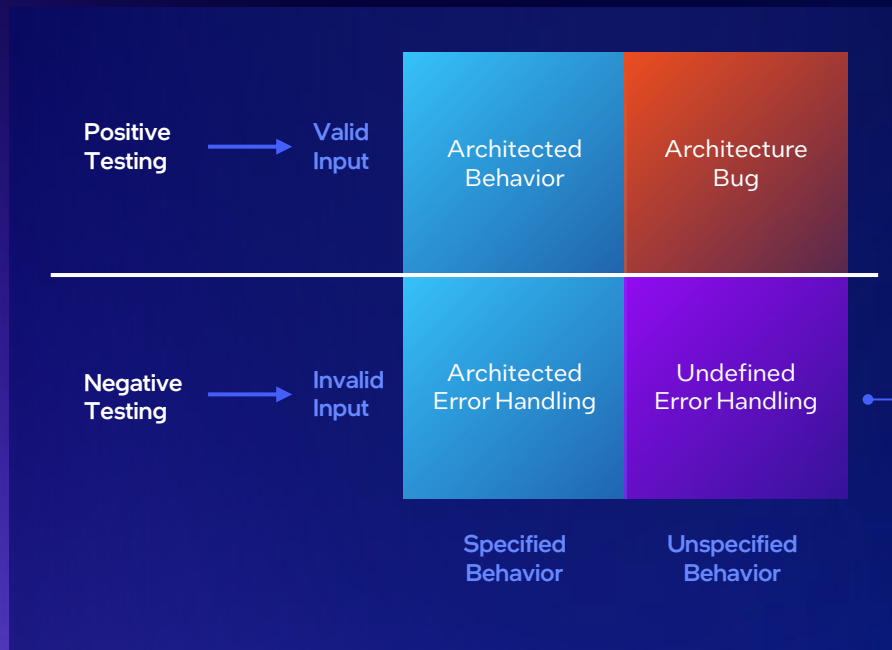 Positive
Testing
Valid
Input
Architected
Behavior
Architecture
Bug
Negative
Testing
Invalid
Input
Architected
Error Handling
Undefined
Error Handling
Specified
Behavior
Unspecified
Behavior